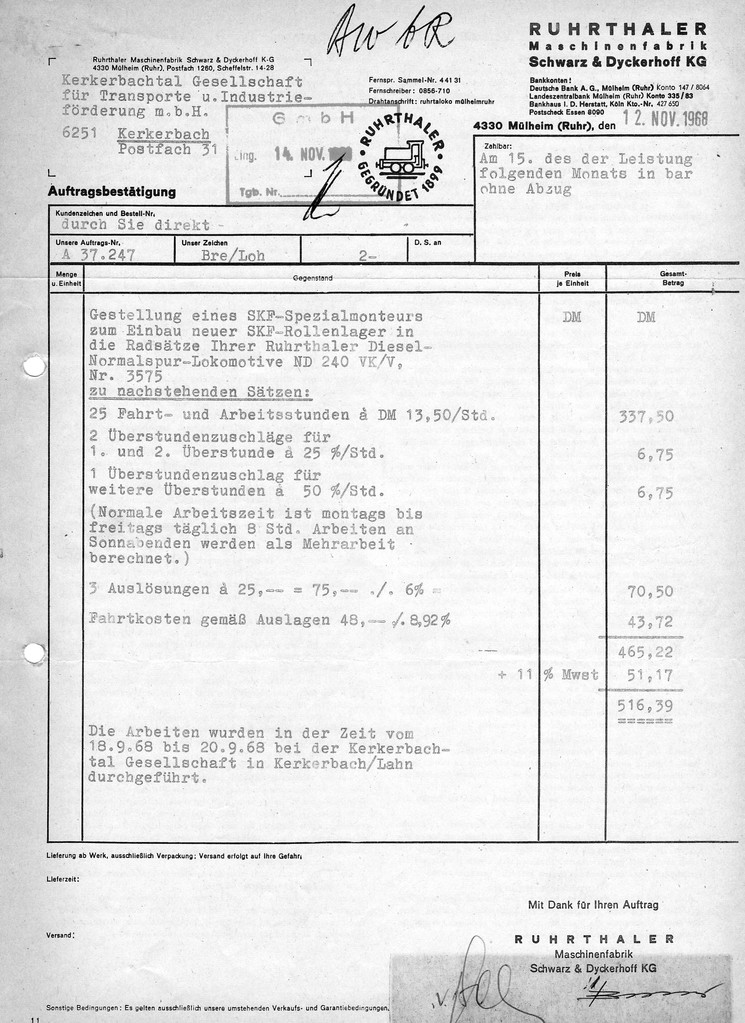 RUHRTHALER
Maschinenfabrik
Schwarz & Dyckerhoff KG
Ruhrthaler Maschinenfabrik Schwarz & Dyckerhoff K-G
4330 Mülheim (Ruhr), Postfach 1260, Scheffelstr. 14-28
Kerkerbachtal Gesellschaft
für Transporte u.Industrie-
förderung m.b.H.
6251 Kerkerbach
Postfach 31
Fernspr. Sammel-Nr. 4 41 31
Fernschreiber: 0856-710
Drahtanschrift: ruhrtaloko mülheimruhr
Bankkonten:
Deutsche Bank A. G., Mülheim (Ruhr) Konto 147/8064
Landeszentralbank Mülheim (Ruhr) Konto 335/83
Bankhaus I. D. Herstatt, Köln Kto.-Nr. 427 650
Postscheck Essen 8090
GmbH
Eing. 14. NOV.
Tgb. Nr.
RUHRTHALER
GEGRÜNDET 1899
4330 Mülheim (Ruhr), den 12. NOV. 1968
Zahlbar:
Am 15. des der Leistung
folgenden Monats in bar
ohne Abzug
Auftragsbestätigung
Kundenzeichen und Bestell-Nr.
durch Sie direkt -
Unsere Auftrags-Nr. Unser Zeichen D. S. an
A 37.247 Bre/Loh 2-
Menge u. Einheit Gegenstand Preis je Einheit Gesamt-Betrag
Gestellung eines SKF-Spezialmonteurs DM DM
zum Einbau neuer SKF-Rollenlager in
die Radsätze Ihrer Ruhrthaler Diesel-
Normalspur-Lokomotive ND 240 VK/V,
Nr. 3575
zu nachstehenden Sätzen:
25 Fahrt- und Arbeitsstunden à DM 13,50/Std. 337,50
2 Überstundenzuschläge für
1. und 2. Überstunde à 25 %/Std. 6,75
1 Überstundenzuschlag für
weitere Überstunden à 50 %/Std. 6,75
(Normale Arbeitszeit ist montags bis
freitags täglich 8 Std. Arbeiten an
Sonnabenden werden als Mehrarbeit
berechnet.)
3 Auslösungen à 25,-- = 75,-- ./. 6% = 70,50
Fahrtkosten gemäß Auslagen 48,-- ./. 8,92% 43,72
465,22
+ 11 % Mwst 51,17
516,39
Die Arbeiten wurden in der Zeit vom
18.9.68 bis 20.9.68 bei der Kerkerbach-
tal Gesellschaft in Kerkerbach/Lahn
durchgeführt.
Lieferung ab Werk, ausschließlich Verpackung; Versand erfolgt auf Ihre Gefahr;
Lieferzeit:
Mit Dank für Ihren Auftrag
Versand:
RUHRTHALER
Maschinenfabrik
Schwarz & Dyckerhoff KG
Sonstige Bedingungen: Es gelten ausschließlich unsere umstehenden Verkaufs- und Garantiebedingungen.
11